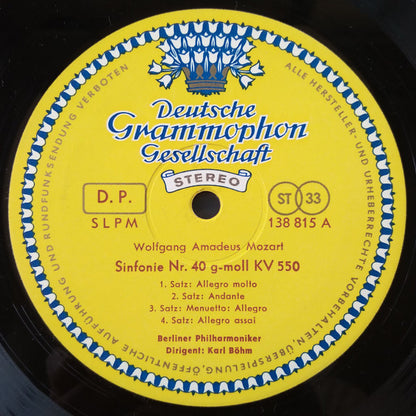 ALLE HERSTELLER- UND URHEBERRECHTE VORBEHALTEN, ÜBERSPIELUNG, ÖFFENTLICHE AUFFÜHRUNG UND RUNDFUNKSENDUNG VERBOTEN
Deutsche
Grammophon
Gesellschaft
STEREO
D. P.
ST 33
SLPM
138 815 A
Wolfgang Amadeus Mozart
Sinfonie Nr. 40 g-moll KV 550
1. Satz: Allegro molto
2. Satz: Andante
3. Satz: Menuetto: Allegro
4. Satz: Allegro assai
Berliner Philharmoniker
Dirigent: Karl Böhm